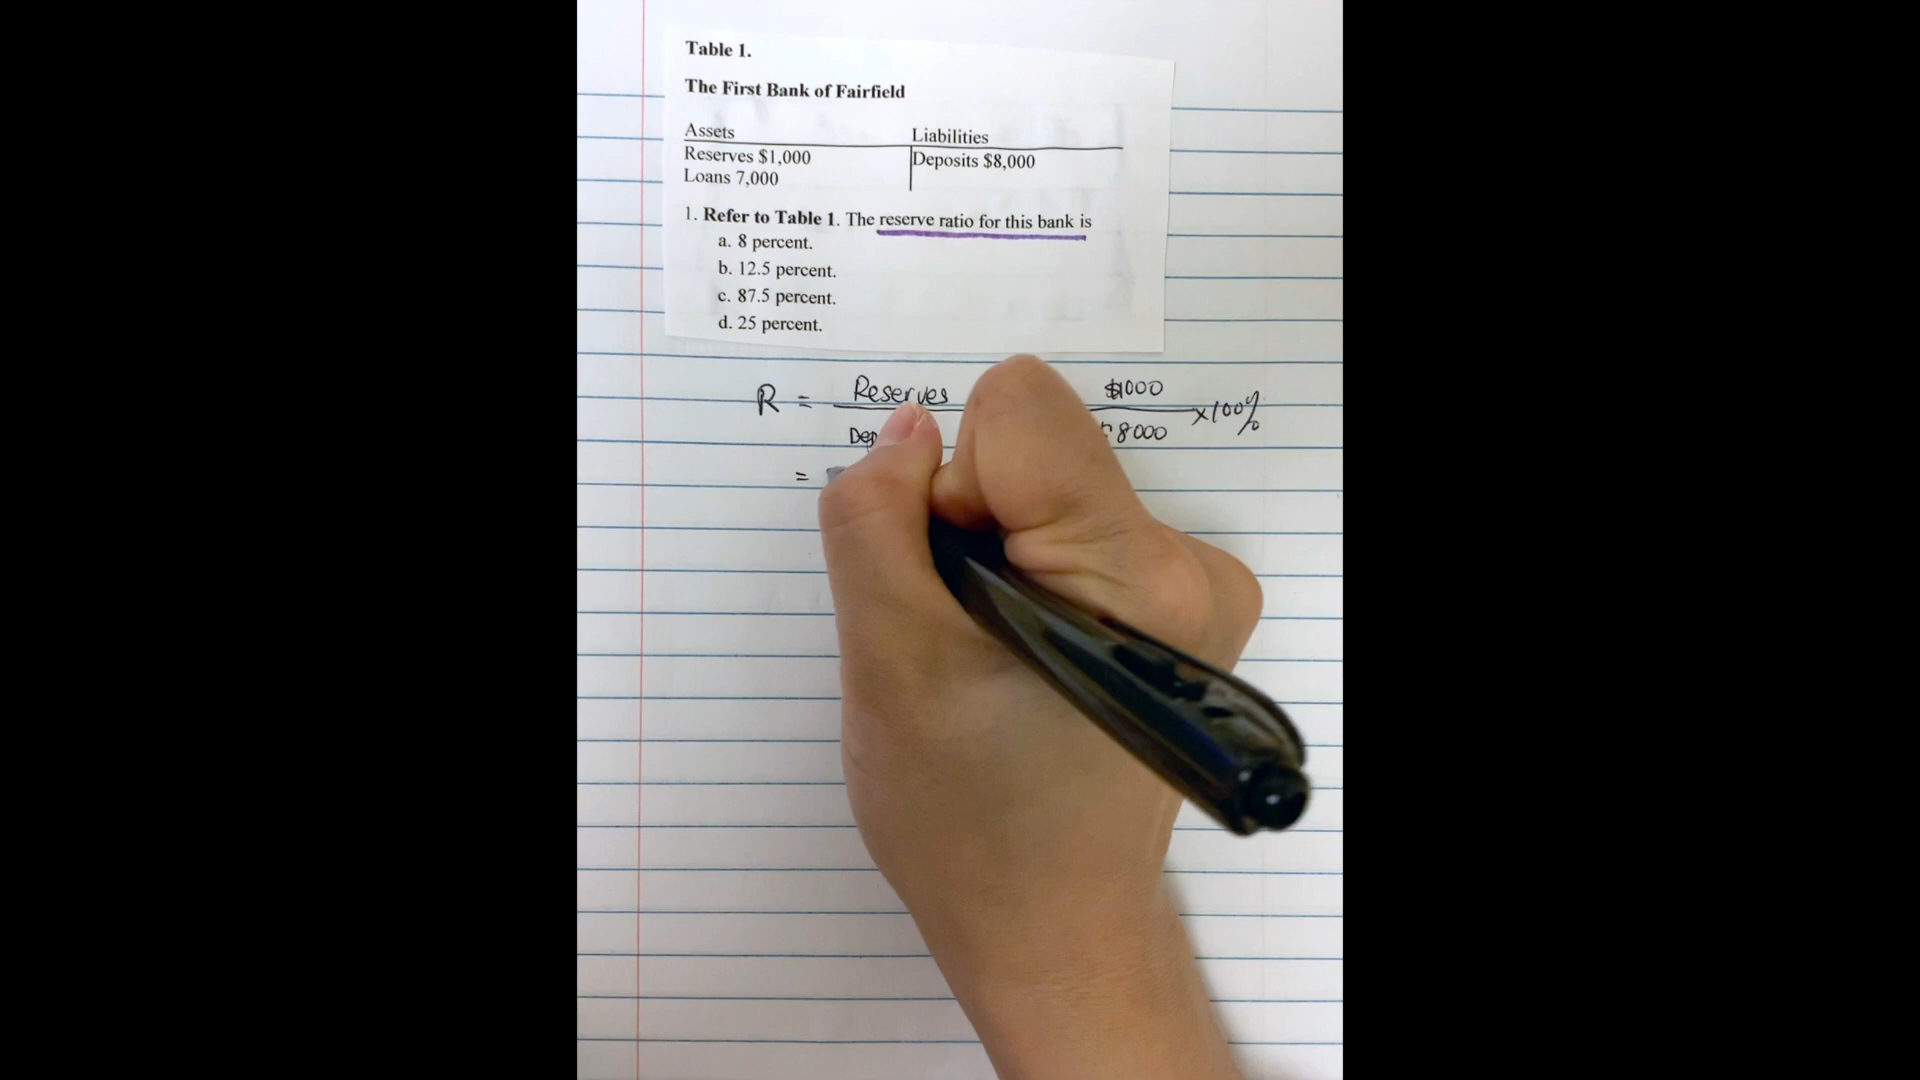 Table 1.
The First Bank of Fairfield
Assets Liabilities
Reserves $1,000 Deposits $8,000
Loans 7,000
1. Refer to Table 1. The reserve ratio for this bank is
a. 8 percent.
b. 12.5 percent.
c. 87.5 percent.
d. 25 percent.
R = Reserves $1000 x100%
8000
=